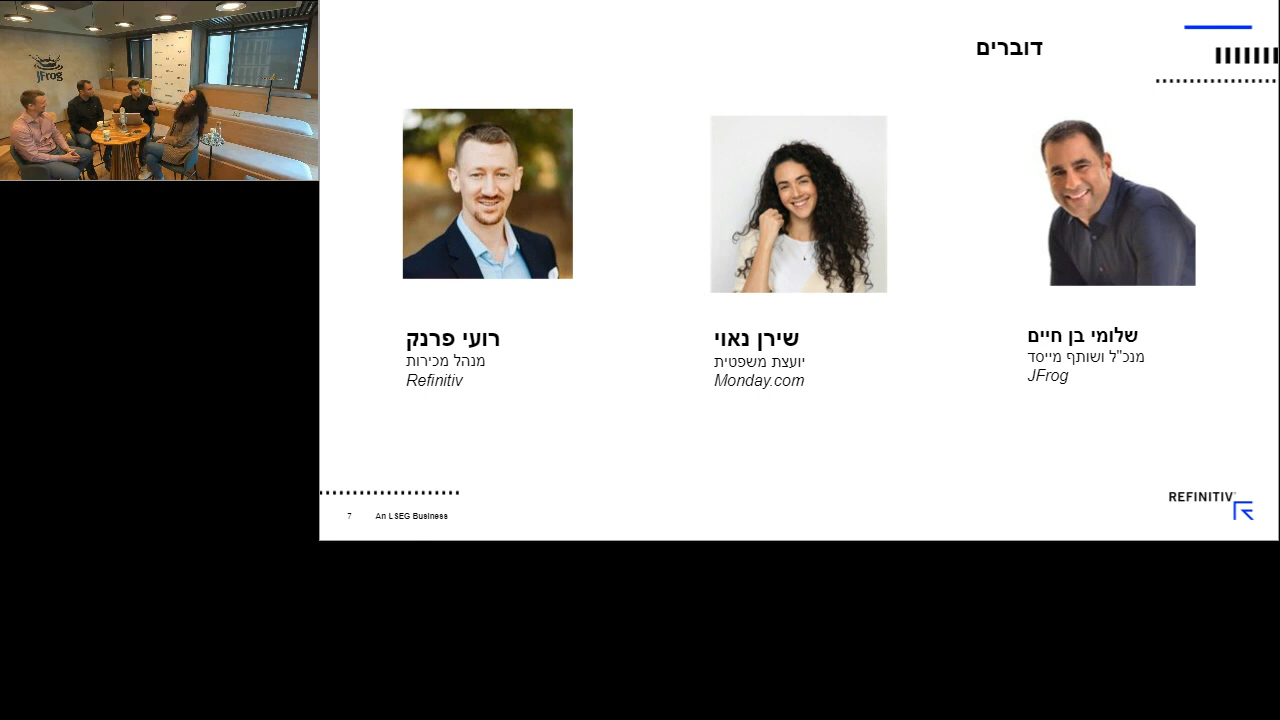 JFrog
דוברים
שלומי בן חיים
מנכ"ל ושותף מייסד
JFrog
שירן נאוי
יועצת משפטית
Monday.com
רועי פרנק
מנהל מכירות
Refinitiv
7
An LSEG Business
REFINITIV